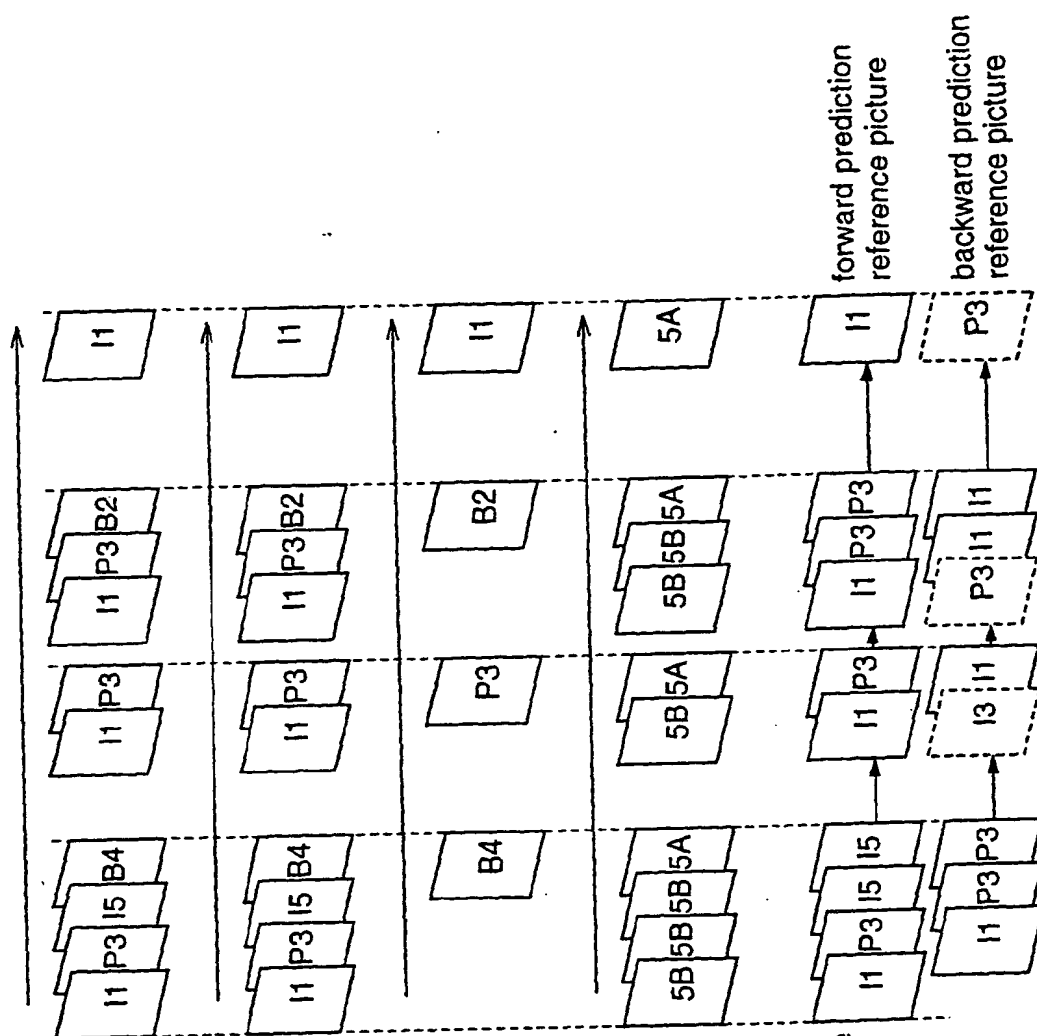 I1 P3 I5 B4 I1 P3 I1 P3 B2 I1
I1 P3 I5 B4 I1 P3 I1 P3 B2 I1
B4 P3 B2 I1
5B 5B 5B 5A 5B 5A 5B 5B 5A 5A
I1 P3 I5 I5 I1 P3 I1 P3 P3 I1 forward prediction
reference picture
I1 P3 P3 I3 I1 P3 I1 I1 P3 backward prediction
reference picture